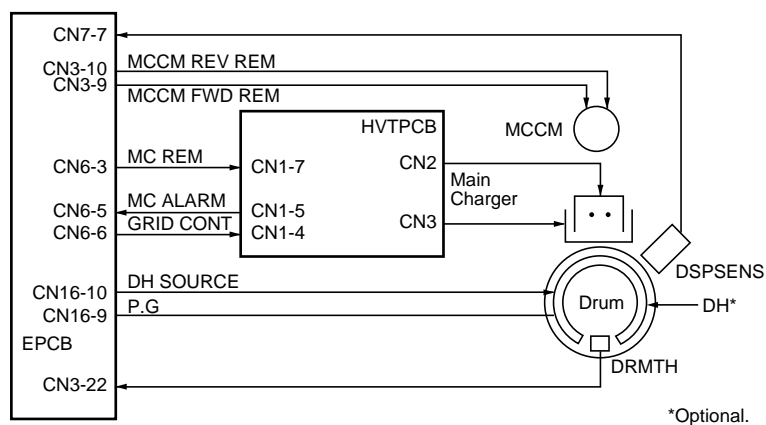 CN7-7
CN3-10
MCCM REV REM
CN3-9
MCCM FWD REM
HVTPCB
MCCM
CN6-3
MC REM
CN1-7
CN2
Main
Charger
CN6-5
MC ALARM
CN1-5
CN3
CN6-6
GRID CONT
CN1-4
DSPSENS
CN16-10
DH SOURCE
Drum
DH*
CN16-9
P.G
EPCB
DRMTH
CN3-22
*Optional.